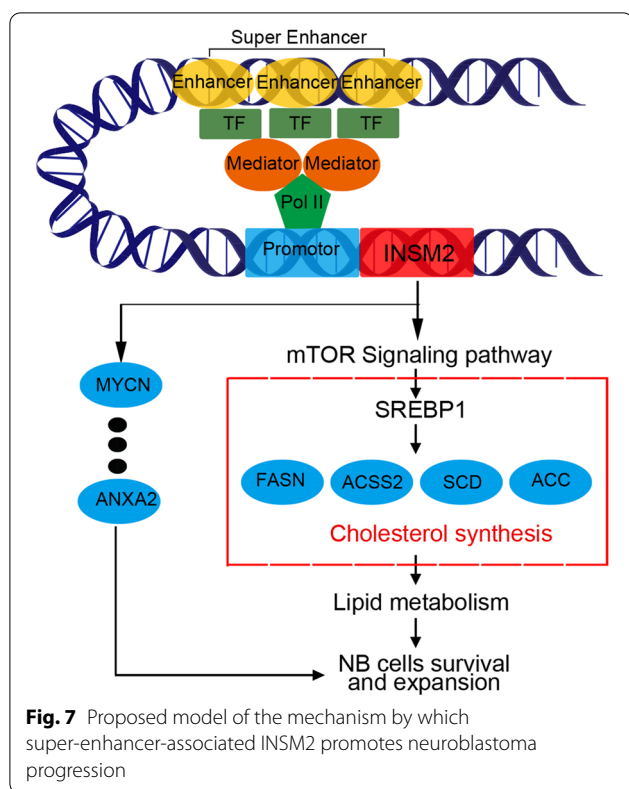 Super Enhancer
Enhancer Enhancer Enhancer
TF TF TF
Mediator Mediator
Pol II
Promotor INSM2
mTOR Signaling pathway
MYCN
SREBP1
FASN ACSS2 SCD ACC
ANXA2
Cholesterol synthesis
Lipid metabolism
NB cells survival
and expansion
Fig. 7 Proposed model of the mechanism by which
super-enhancer-associated INSM2 promotes neuroblastoma
progression